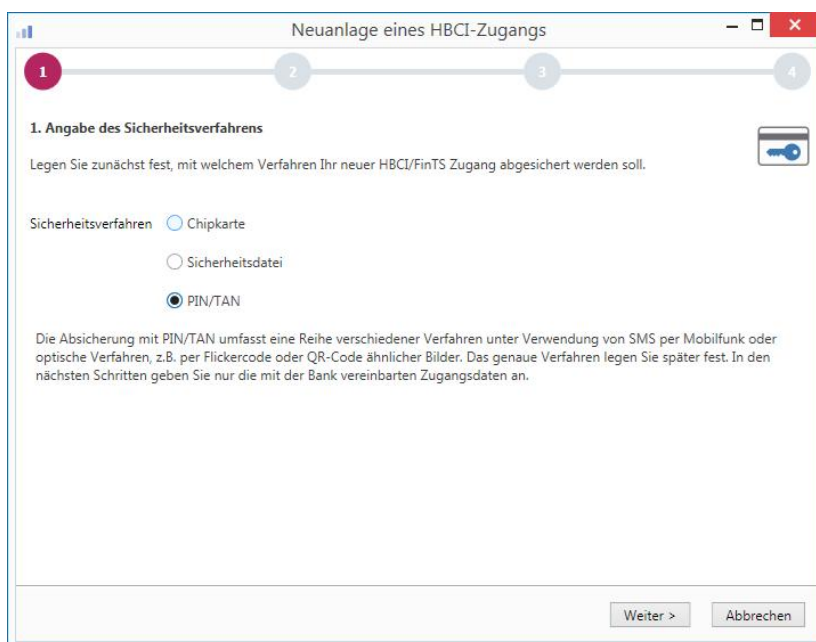 Neuanlage eines HBCI-Zugangs
1 2 3 4
1. Angabe des Sicherheitsverfahrens
Legen Sie zunächst fest, mit welchem Verfahren Ihr neuer HBCI/FinTS Zugang abgesichert werden soll.
Sicherheitsverfahren Chipkarte
Sicherheitsdatei
PIN/TAN
Die Absicherung mit PIN/TAN umfasst eine Reihe verschiedener Verfahren unter Verwendung von SMS per Mobilfunk oder
optische Verfahren, z.B. per Flickercode oder QR-Code ähnlicher Bilder. Das genaue Verfahren legen Sie später fest. In den
nächsten Schritten geben Sie nur die mit der Bank vereinbarten Zugangsdaten an.
Weiter > Abbrechen